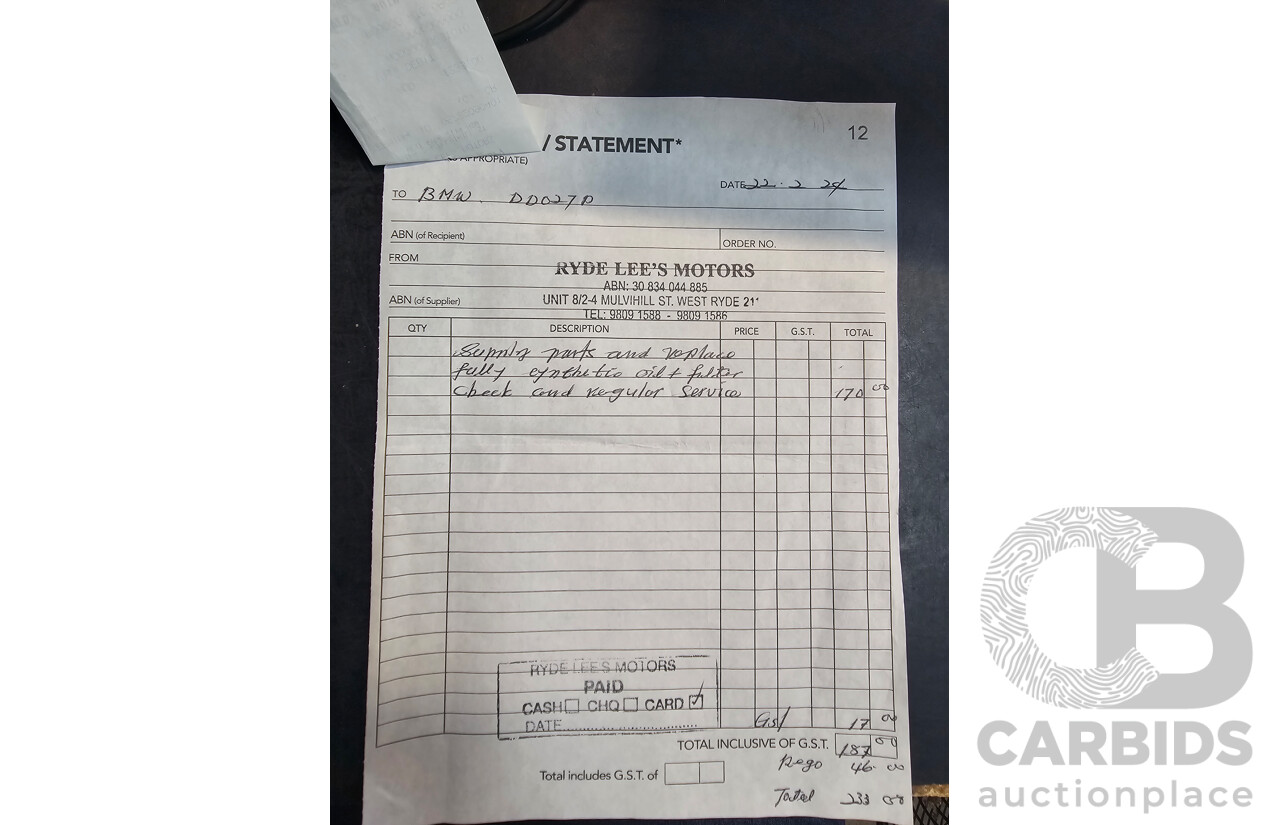 12
/ STATEMENT*
APPROPRIATE)
DATE 22.2 24
TO BMW. DD027P
ABN (of Recipient)
ORDER NO.
FROM
RYDE LEE'S MOTORS
ABN: 30 834 044 885
ABN (of Supplier) UNIT 8/2-4 MULVIHILL ST. WEST RYDE 211
TEL: 9809 1588 - 9809 1586
QTY DESCRIPTION PRICE G.S.T. TOTAL
Supply parts and replace
fully synthetic oil + fulter
Check and regular Service 170 00
RYDE LEE'S MOTORS
PAID
CASH CHQ CARD
DATE
Gst 17 00
TOTAL INCLUSIVE OF G.S.T. 187 00
Rego 46.00
Total includes G.S.T. of
Total 233 00
CB
CARBIDS
auctionplace